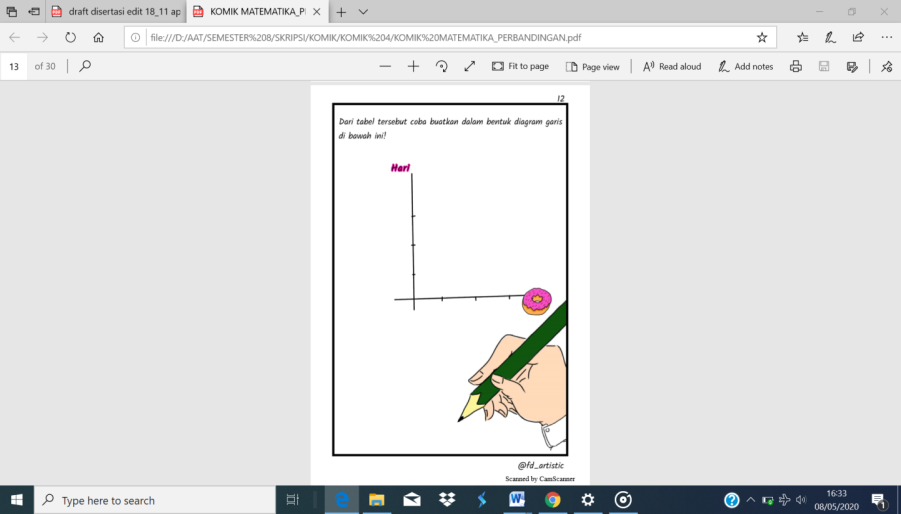 draft disertasi edit 18_11 ap
KOMIK MATEMATIKA_P
file:///D:/AAT/SEMESTER%208/SKRIPSI/KOMIK/KOMIK%204/KOMIK%20MATEMATIKA_PERBANDINGAN.pdf
13 of 30
Fit to page
Page view
Read aloud
Add notes
12
Dari tabel tersebut coba buatkan dalam bentuk diagram garis
di bawah ini!
Hari
@fd_artistic
Scanned by CamScanner
Type here to search
16:33
08/05/2020
1